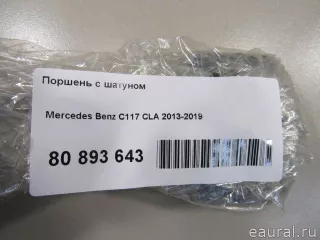 Поршень с шатуном
Mercedes Benz C117 CLA 2013-2019
80 893 643
eaural.ru